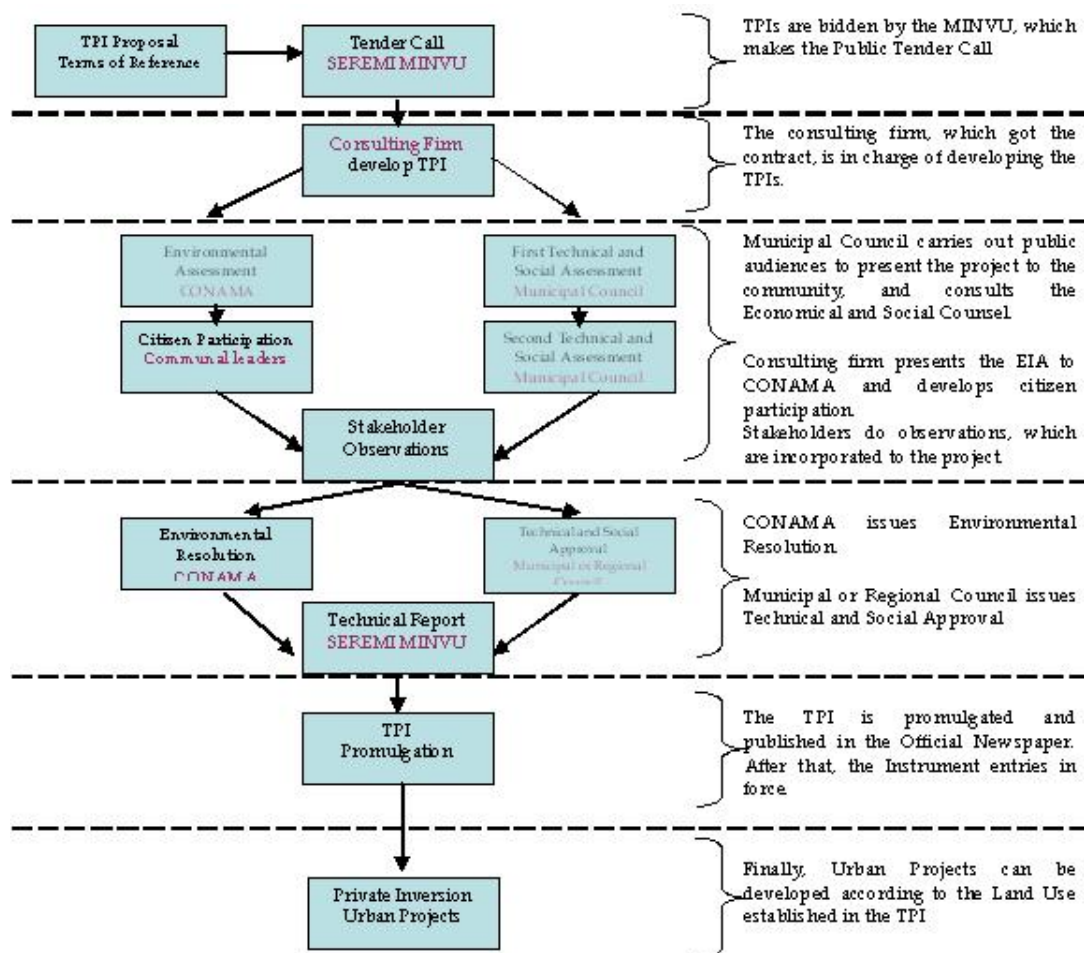 TPI Proposal
Terms of Reference
Tender Call
SEREMI MINVU
TPIs are bidden by the MINVU, which
makes the Public Tender Call
Consulting Firm
develop TPI
The consulting firm, which got the
contract, is in charge of developing the
TPIs.
Environmental
Assessment
CONAMA
First Technical and
Social Assessment
Municipal Council
Citizen Participation
Communal leaders
Second Technical and
Social Assessment
Municipal Council
Stakeholder
Observations
Municipal Council carries out public
audiences to present the project to the
community, and consults the
Economical and Social Counsel.
Consulting firm presents the EIA to
CONAMA and develops citizen
participation.
Stakeholders do observations, which
are incorporated to the project.
Environmental
Resolution
CONAMA
Technical and Social
Approval
Municipal or Regional
Council
Technical Report
SEREMI MINVU
CONAMA issues Environmental
Resolution.
Municipal or Regional Council issues
Technical and Social Approval
TPI
Promulgation
The TPI is promulgated and
published in the Official Newspaper.
After that, the Instrument entries in
force.
Private Inversion
Urban Projects
Finally, Urban Projects can be
developed according to the Land Use
established in the TPI